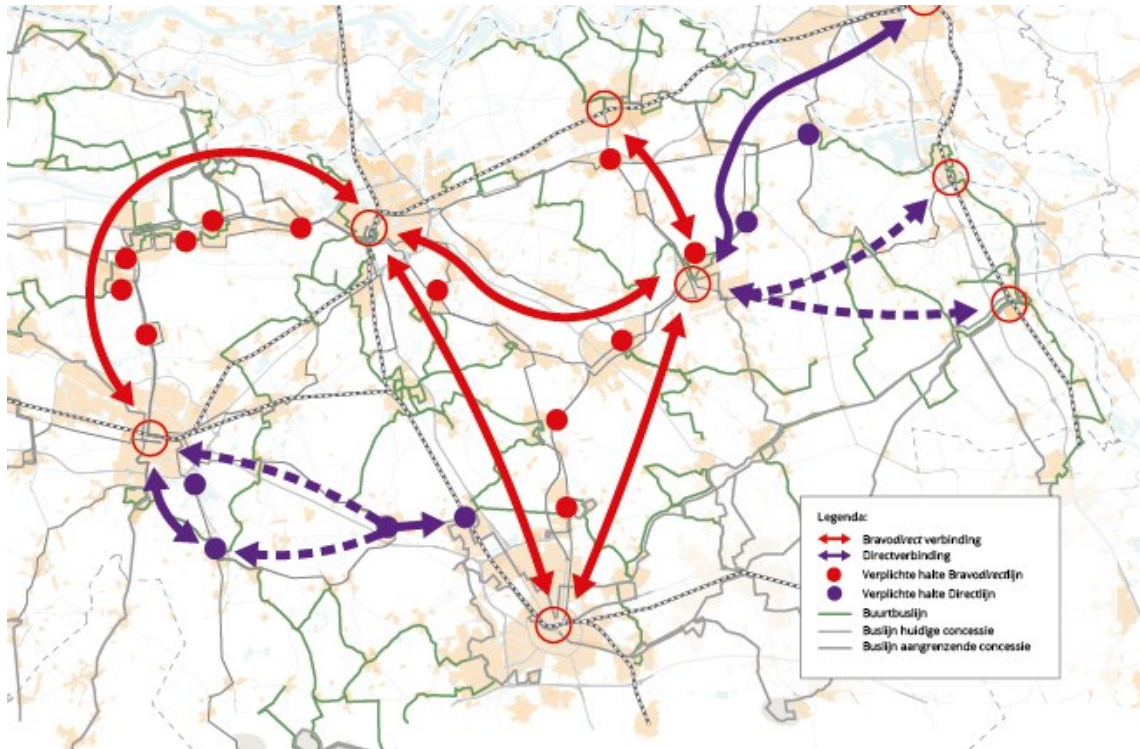 Legenda:
Bravodirect verbinding
Directverbinding
Verplichte halte Bravodirectlijn
Verplichte halte Directlijn
Buurtbuslijn
Buslijn huidige concessie
Buslijn aangrenzende concessie